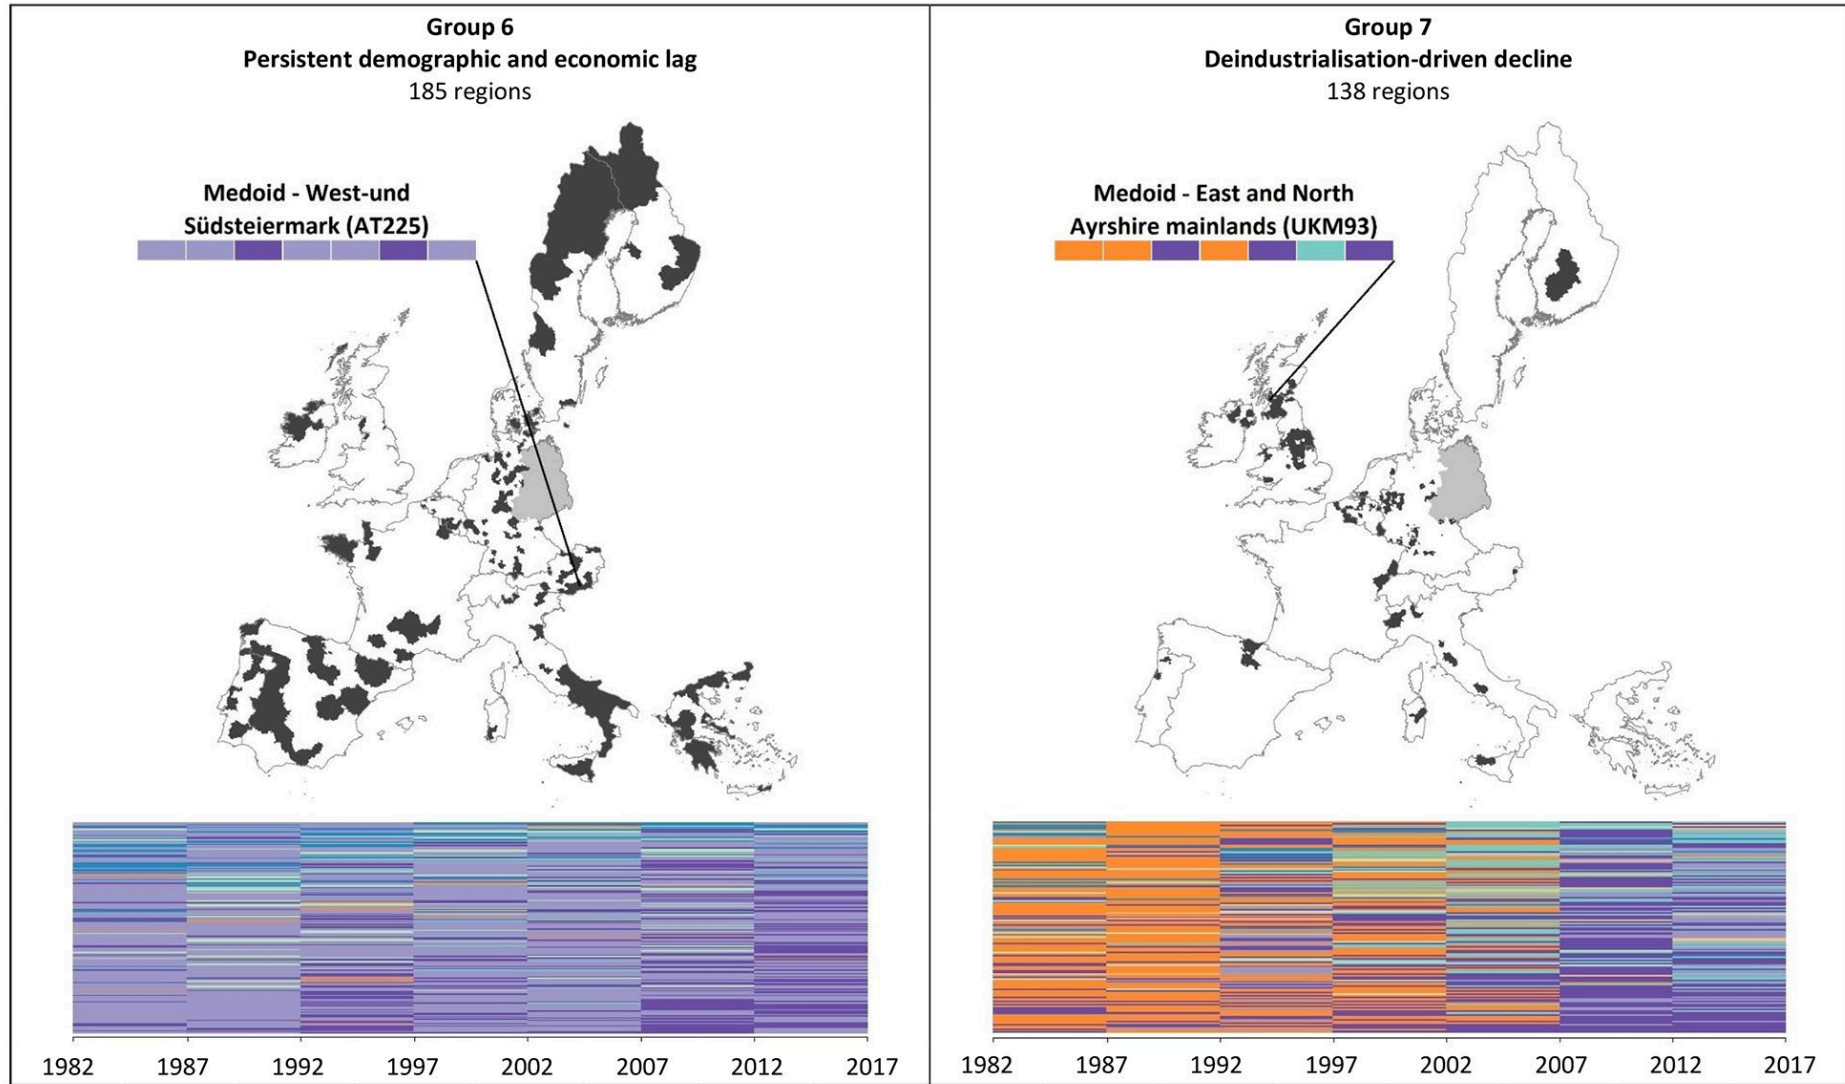 Group 6
Persistent demographic and economic lag
185 regions
Medoid - West-und
Südsteiermark (AT225)
1982 1987 1992 1997 2002 2007 2012 2017
Group 7
Deindustrialisation-driven decline
138 regions
Medoid - East and North
Ayrshire mainlands (UKM93)
1982 1987 1992 1997 2002 2007 2012 2017